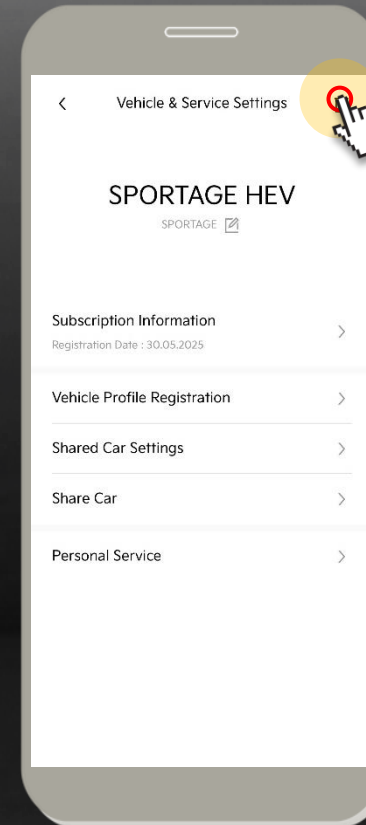 Vehicle & Service Settings
SPORTAGE HEV
SPORTAGE
Subscription Information
Registration Date : 30.05.2025
Vehicle Profile Registration
Shared Car Settings
Share Car
Personal Service